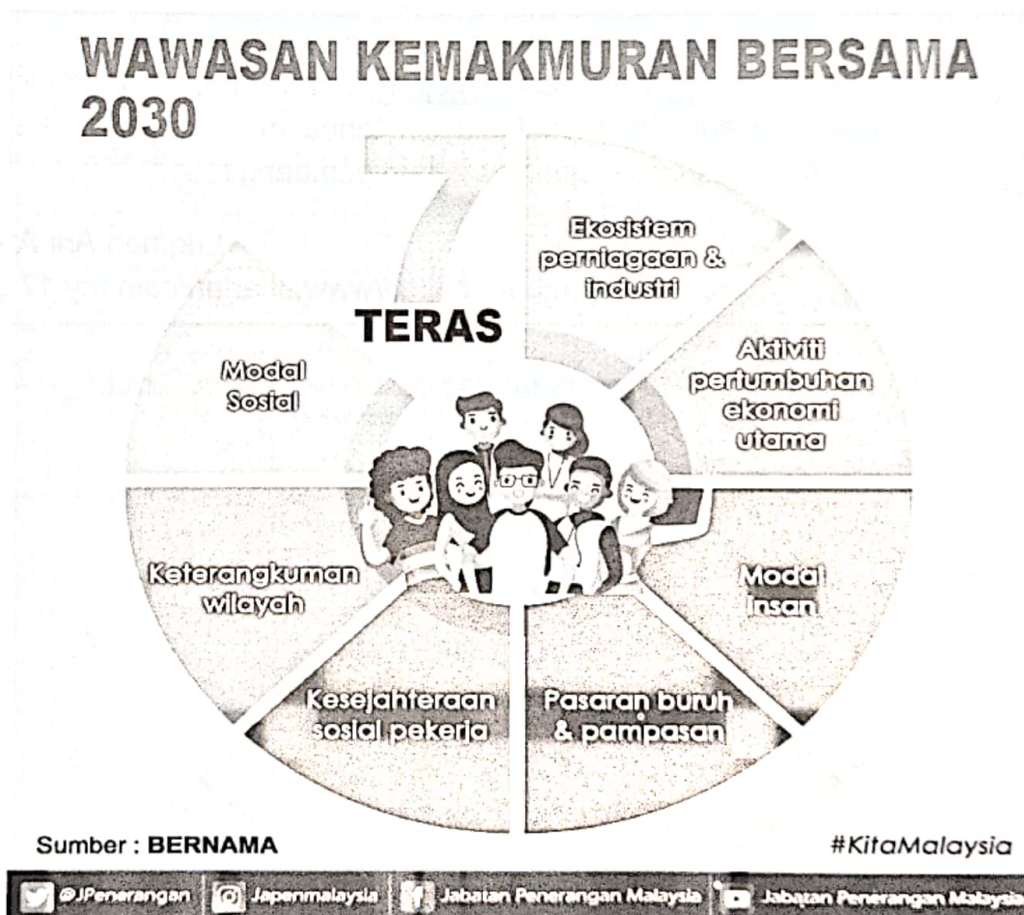 WAWASAN KEMAKMURAN BERSAMA
2030
7
TERAS
Ekosistem
perniagaan &
industri
Aktiviti
pertumbuhan
ekonomi
utama
Modal
insan
Pasaran buruh
& pampasan
Kesejahteraan
sosial pekerja
Keterangkuman
wilayah
Modal
Sosial
Sumber : BERNAMA
#KitaMalaysia
@JPenerangan
Japenmalaysia
Jabatan Penerangan Malaysia
Jabatan Penerangan Malaysia